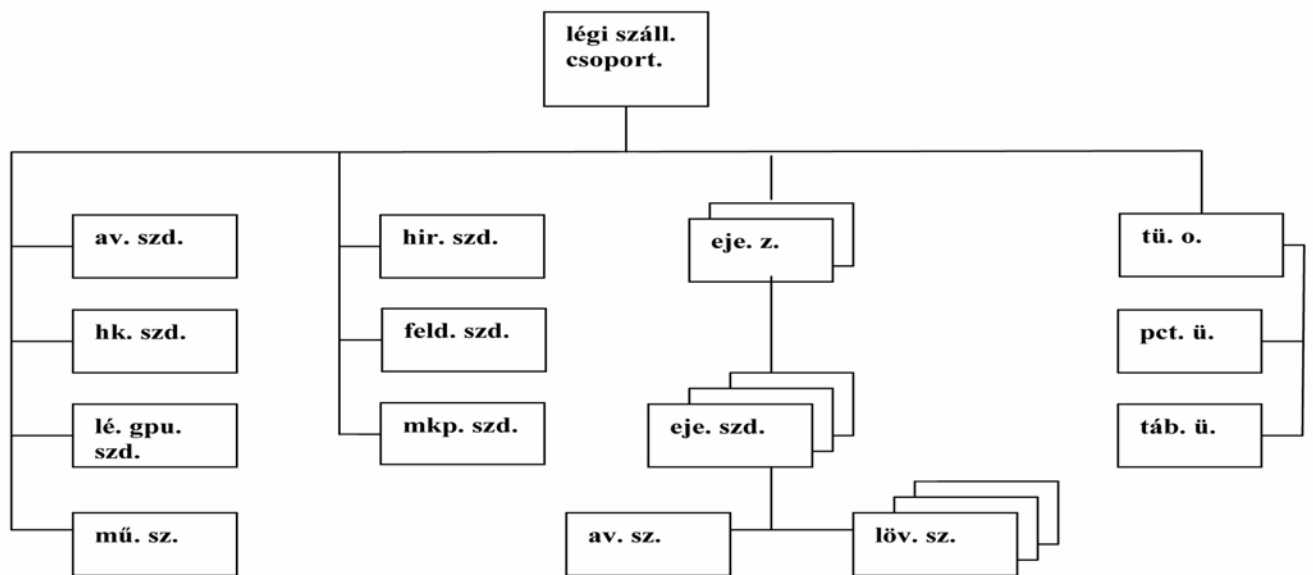 légi száll.
csoport.
av. szd.
hir. szd.
eje. z.
tü. o.
hk. szd.
feld. szd.
pct. ü.
lé. gpu.
szd.
mkp. szd.
eje. szd.
táb. ü.
mű. sz.
av. sz.
löv. sz.